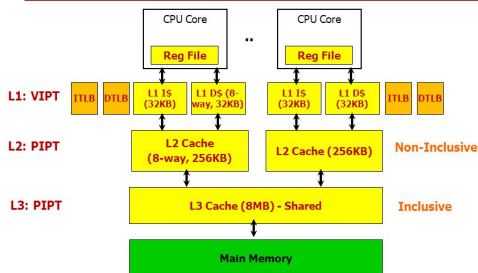 CPU Core
CPU Core
..
Reg File
Reg File
L1: VIPT
ITLB
DTLB
L1 I$
(32KB)
L1 D$ (8-
way, 32KB)
L1 I$
(32KB)
L1 D$
(32KB)
ITLB
DTLB
L2: PIPT
L2 Cache
(8-way, 256KB)
L2 Cache (256KB)
Non-Inclusive
L3: PIPT
L3 Cache (8MB) - Shared
Inclusive
Main Memory